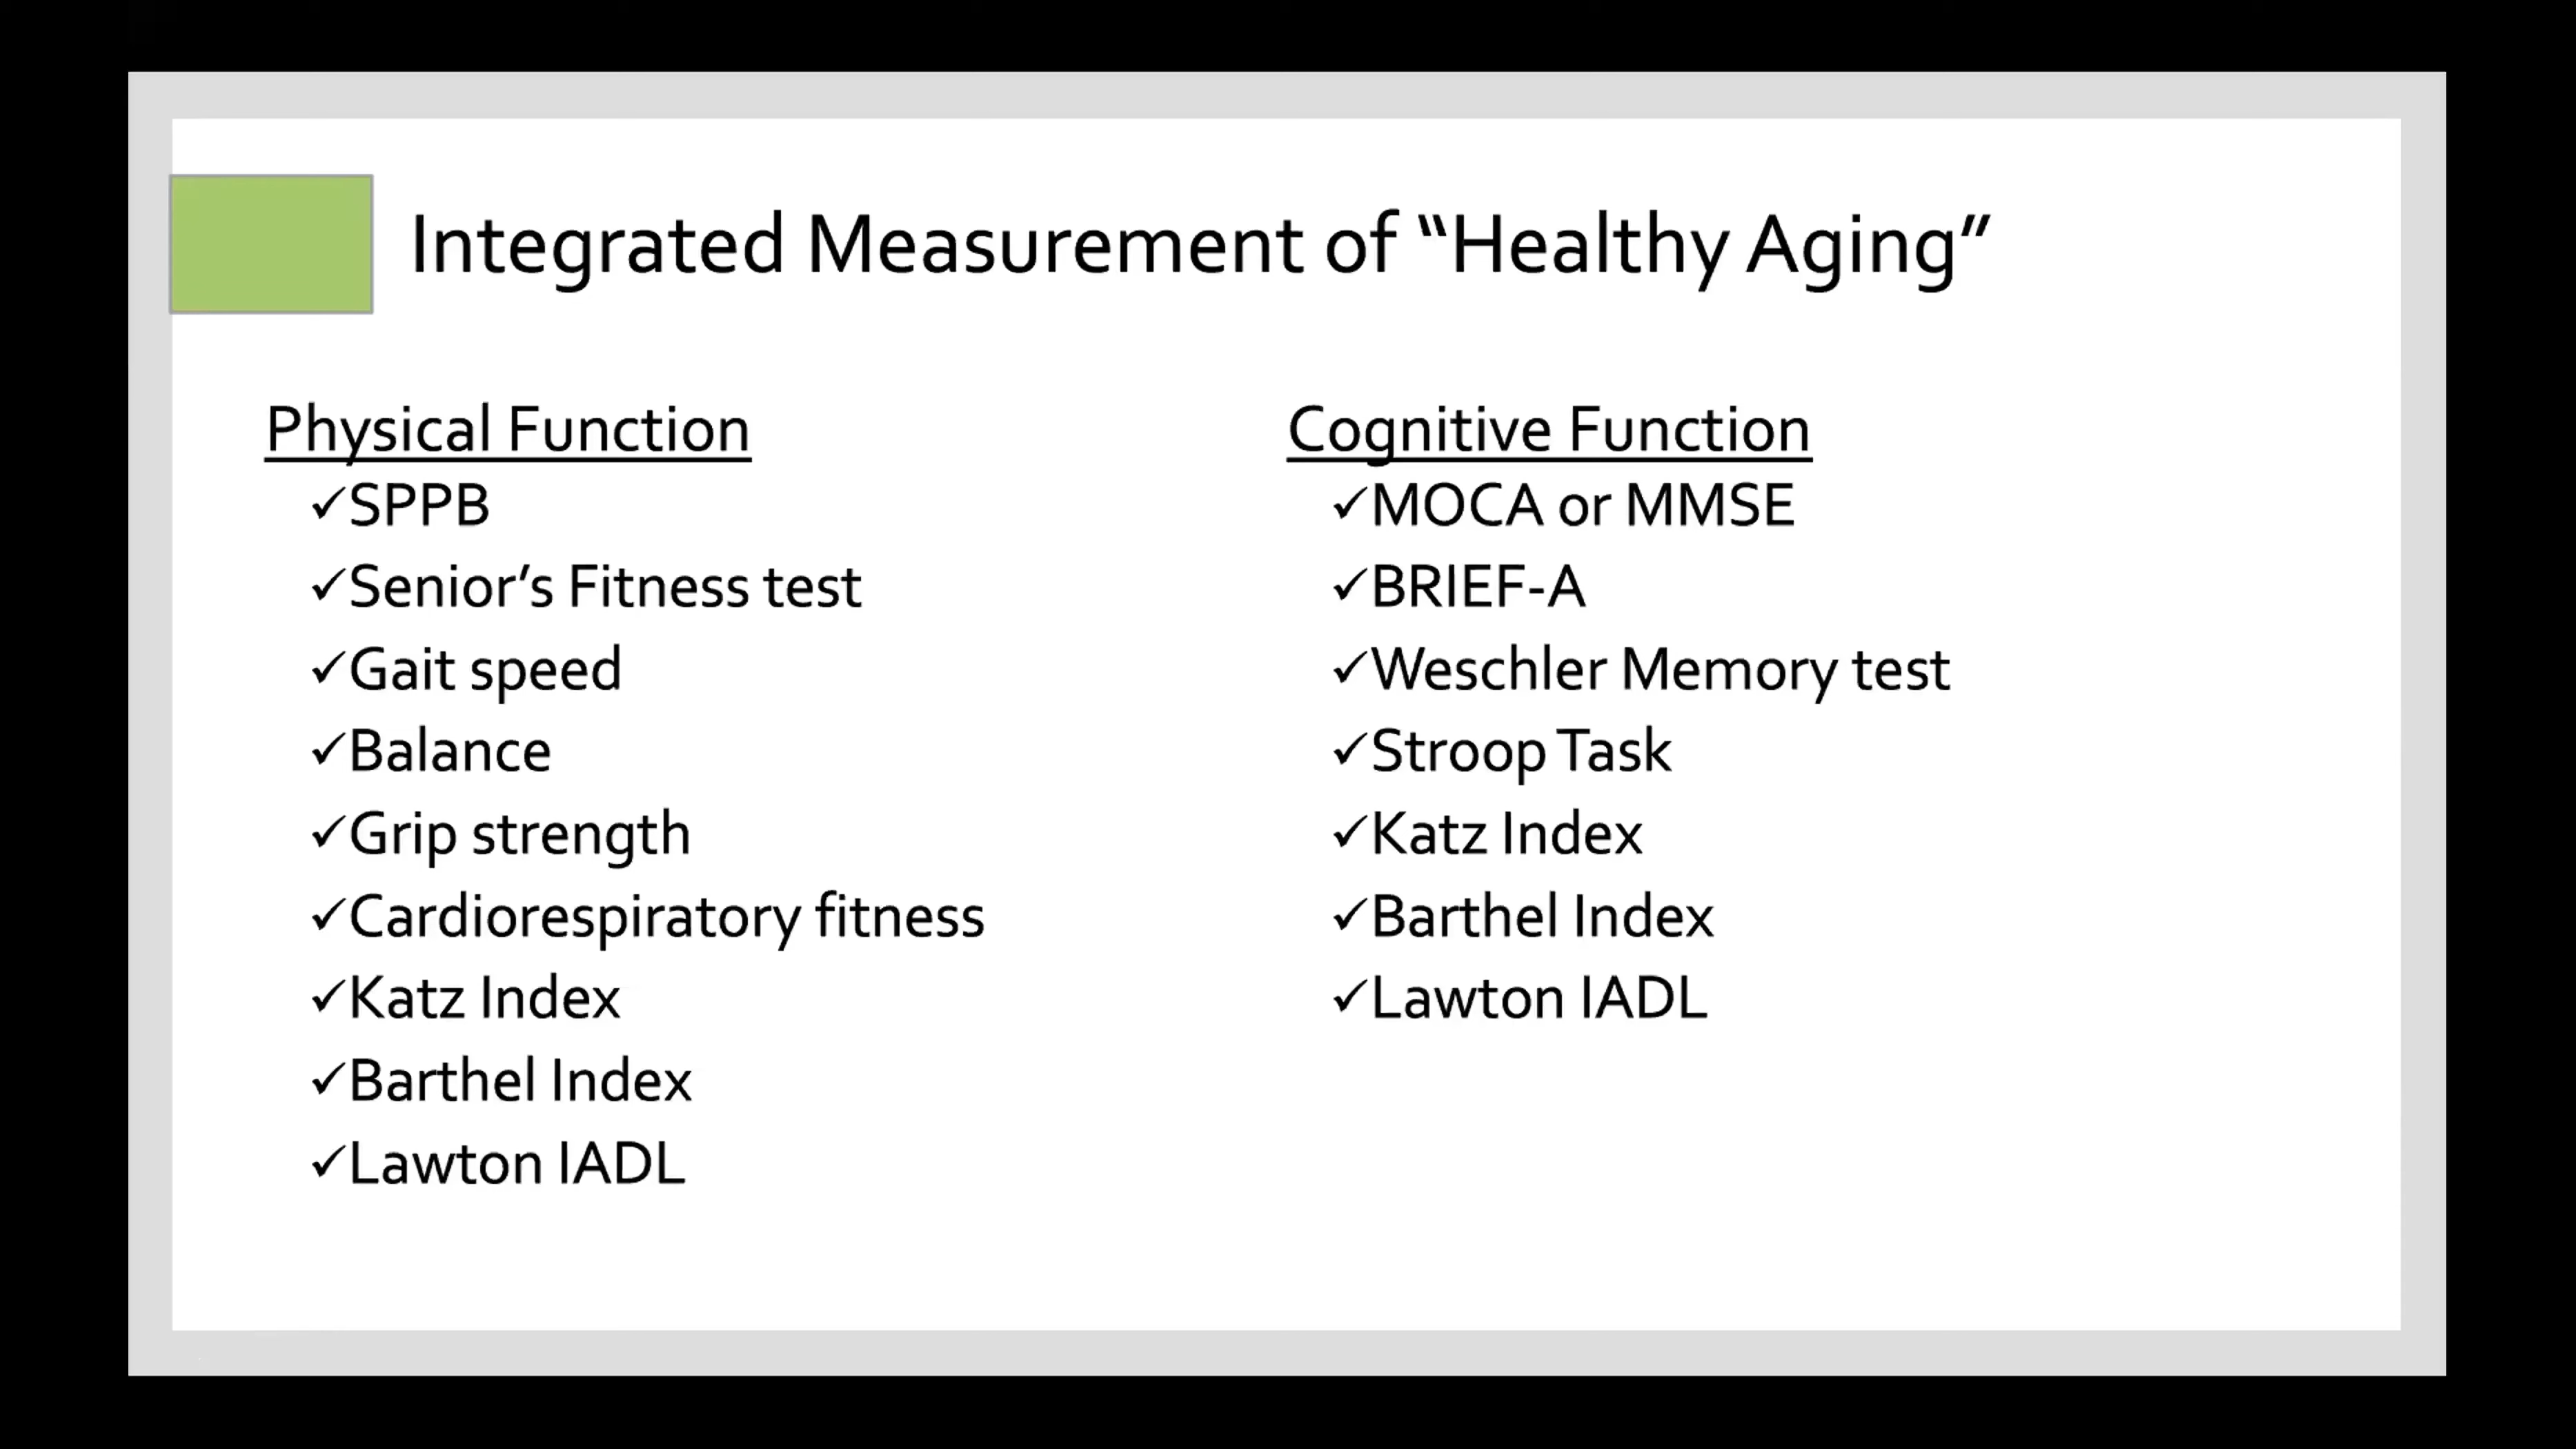 Integrated Measurement of “Healthy Aging”
Physical Function
✓SPPB
✓Senior’s Fitness test
✓Gait speed
✓Balance
✓Grip strength
✓Cardiorespiratory fitness
✓Katz Index
✓Barthel Index
✓Lawton IADL
Cognitive Function
✓MOCA or MMSE
✓BRIEF-A
✓Weschler Memory test
✓Stroop Task
✓Katz Index
✓Barthel Index
✓Lawton IADL